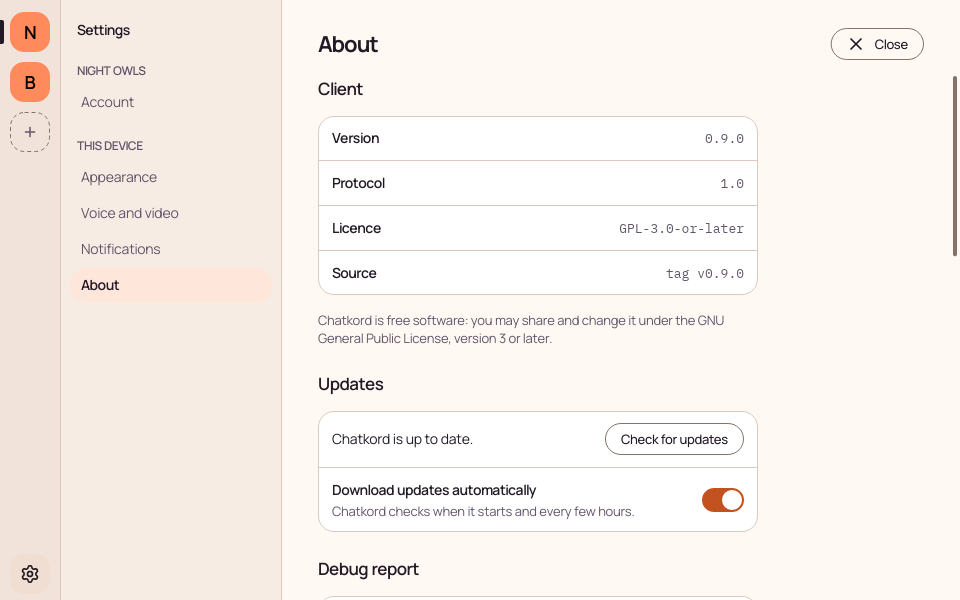 N
B
+
Settings
NIGHT OWLS
Account
THIS DEVICE
Appearance
Voice and video
Notifications
About
About
Close
Client
Version 0.9.0
Protocol 1.0
Licence GPL-3.0-or-later
Source tag v0.9.0
Chatkord is free software: you may share and change it under the GNU
General Public License, version 3 or later.
Updates
Chatkord is up to date. Check for updates
Download updates automatically
Chatkord checks when it starts and every few hours.
Debug report